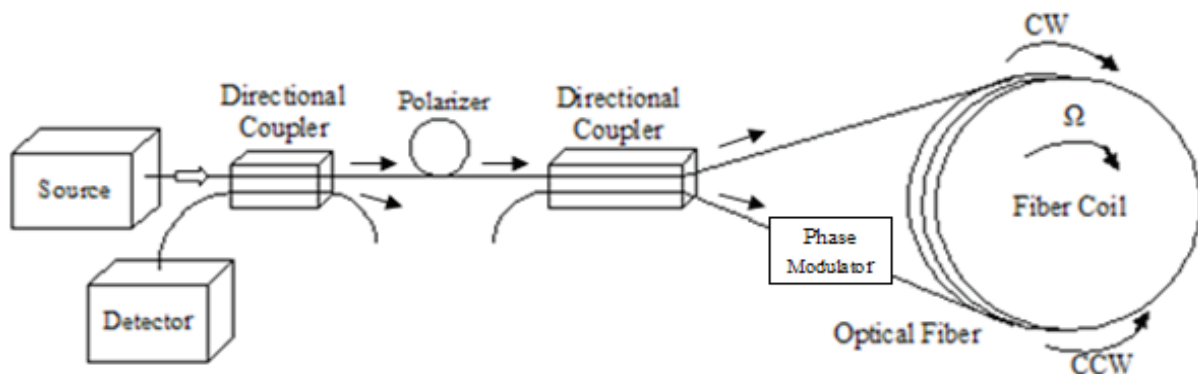 Source
Detector
Directional
Coupler
Polarizer
Directional
Coupler
Phase
Modulator
Optical Fiber
CW
Ω
Fiber Coil
CCW